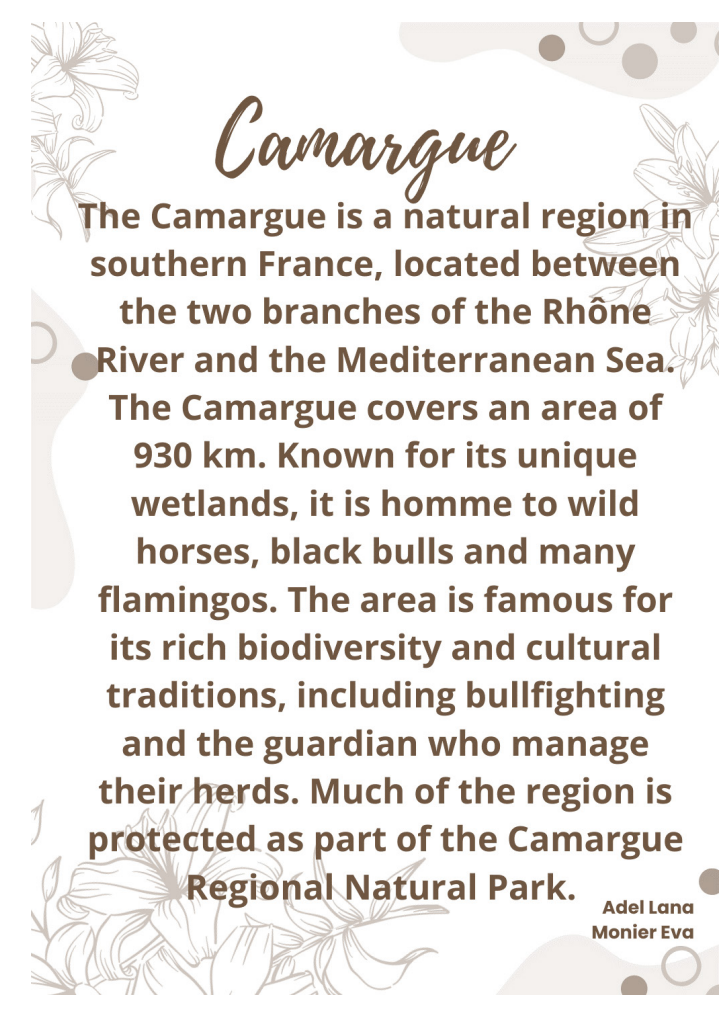 Camargue
The Camargue is a natural region in
southern France, located between
the two branches of the Rhône
River and the Mediterranean Sea.
The Camargue covers an area of
930 km. Known for its unique
wetlands, it is homme to wild
horses, black bulls and many
flamingos. The area is famous for
its rich biodiversity and cultural
traditions, including bullfighting
and the guardian who manage
their herds. Much of the region is
protected as part of the Camargue
Regional Natural Park.
Adel Lana
Monier Eva